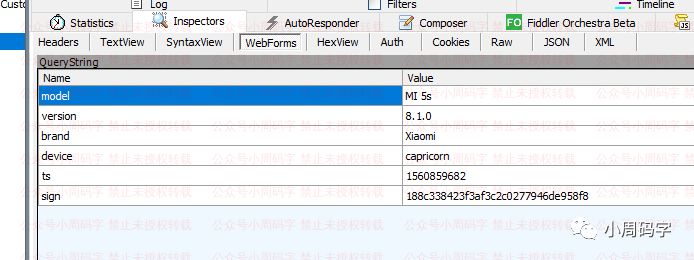 Custo
Log
Filters
Timeline
Statistics
Inspectors
AutoResponder
Composer
FO Fiddler Orchestra Beta
Headers TextView SyntaxView WebForms HexView Auth Cookies Raw JSON XML
QueryString
Name Value
model MI 5s
version 8.1.0
brand Xiaomi
device capricorn
ts 1560859682
sign 188c338423f3af3c2c0277946de958f8
公众号小周码字 禁止未授权转载
小周码字